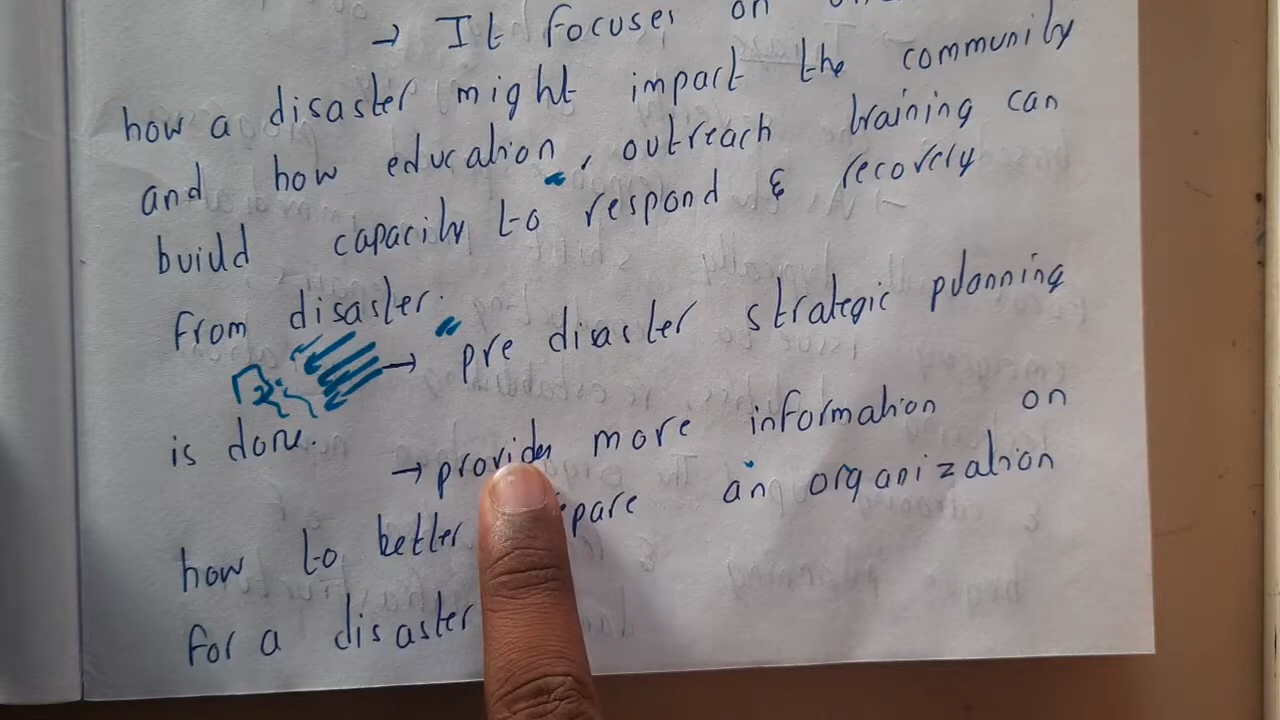 → It focuses on
how a disaster might impact the community
and how education, outreach training can
build capacity to respond & recovery
from disaster.
→ pre disaster strategic planning
is done.
→ provides more information on
how to better an organization
for a disaster